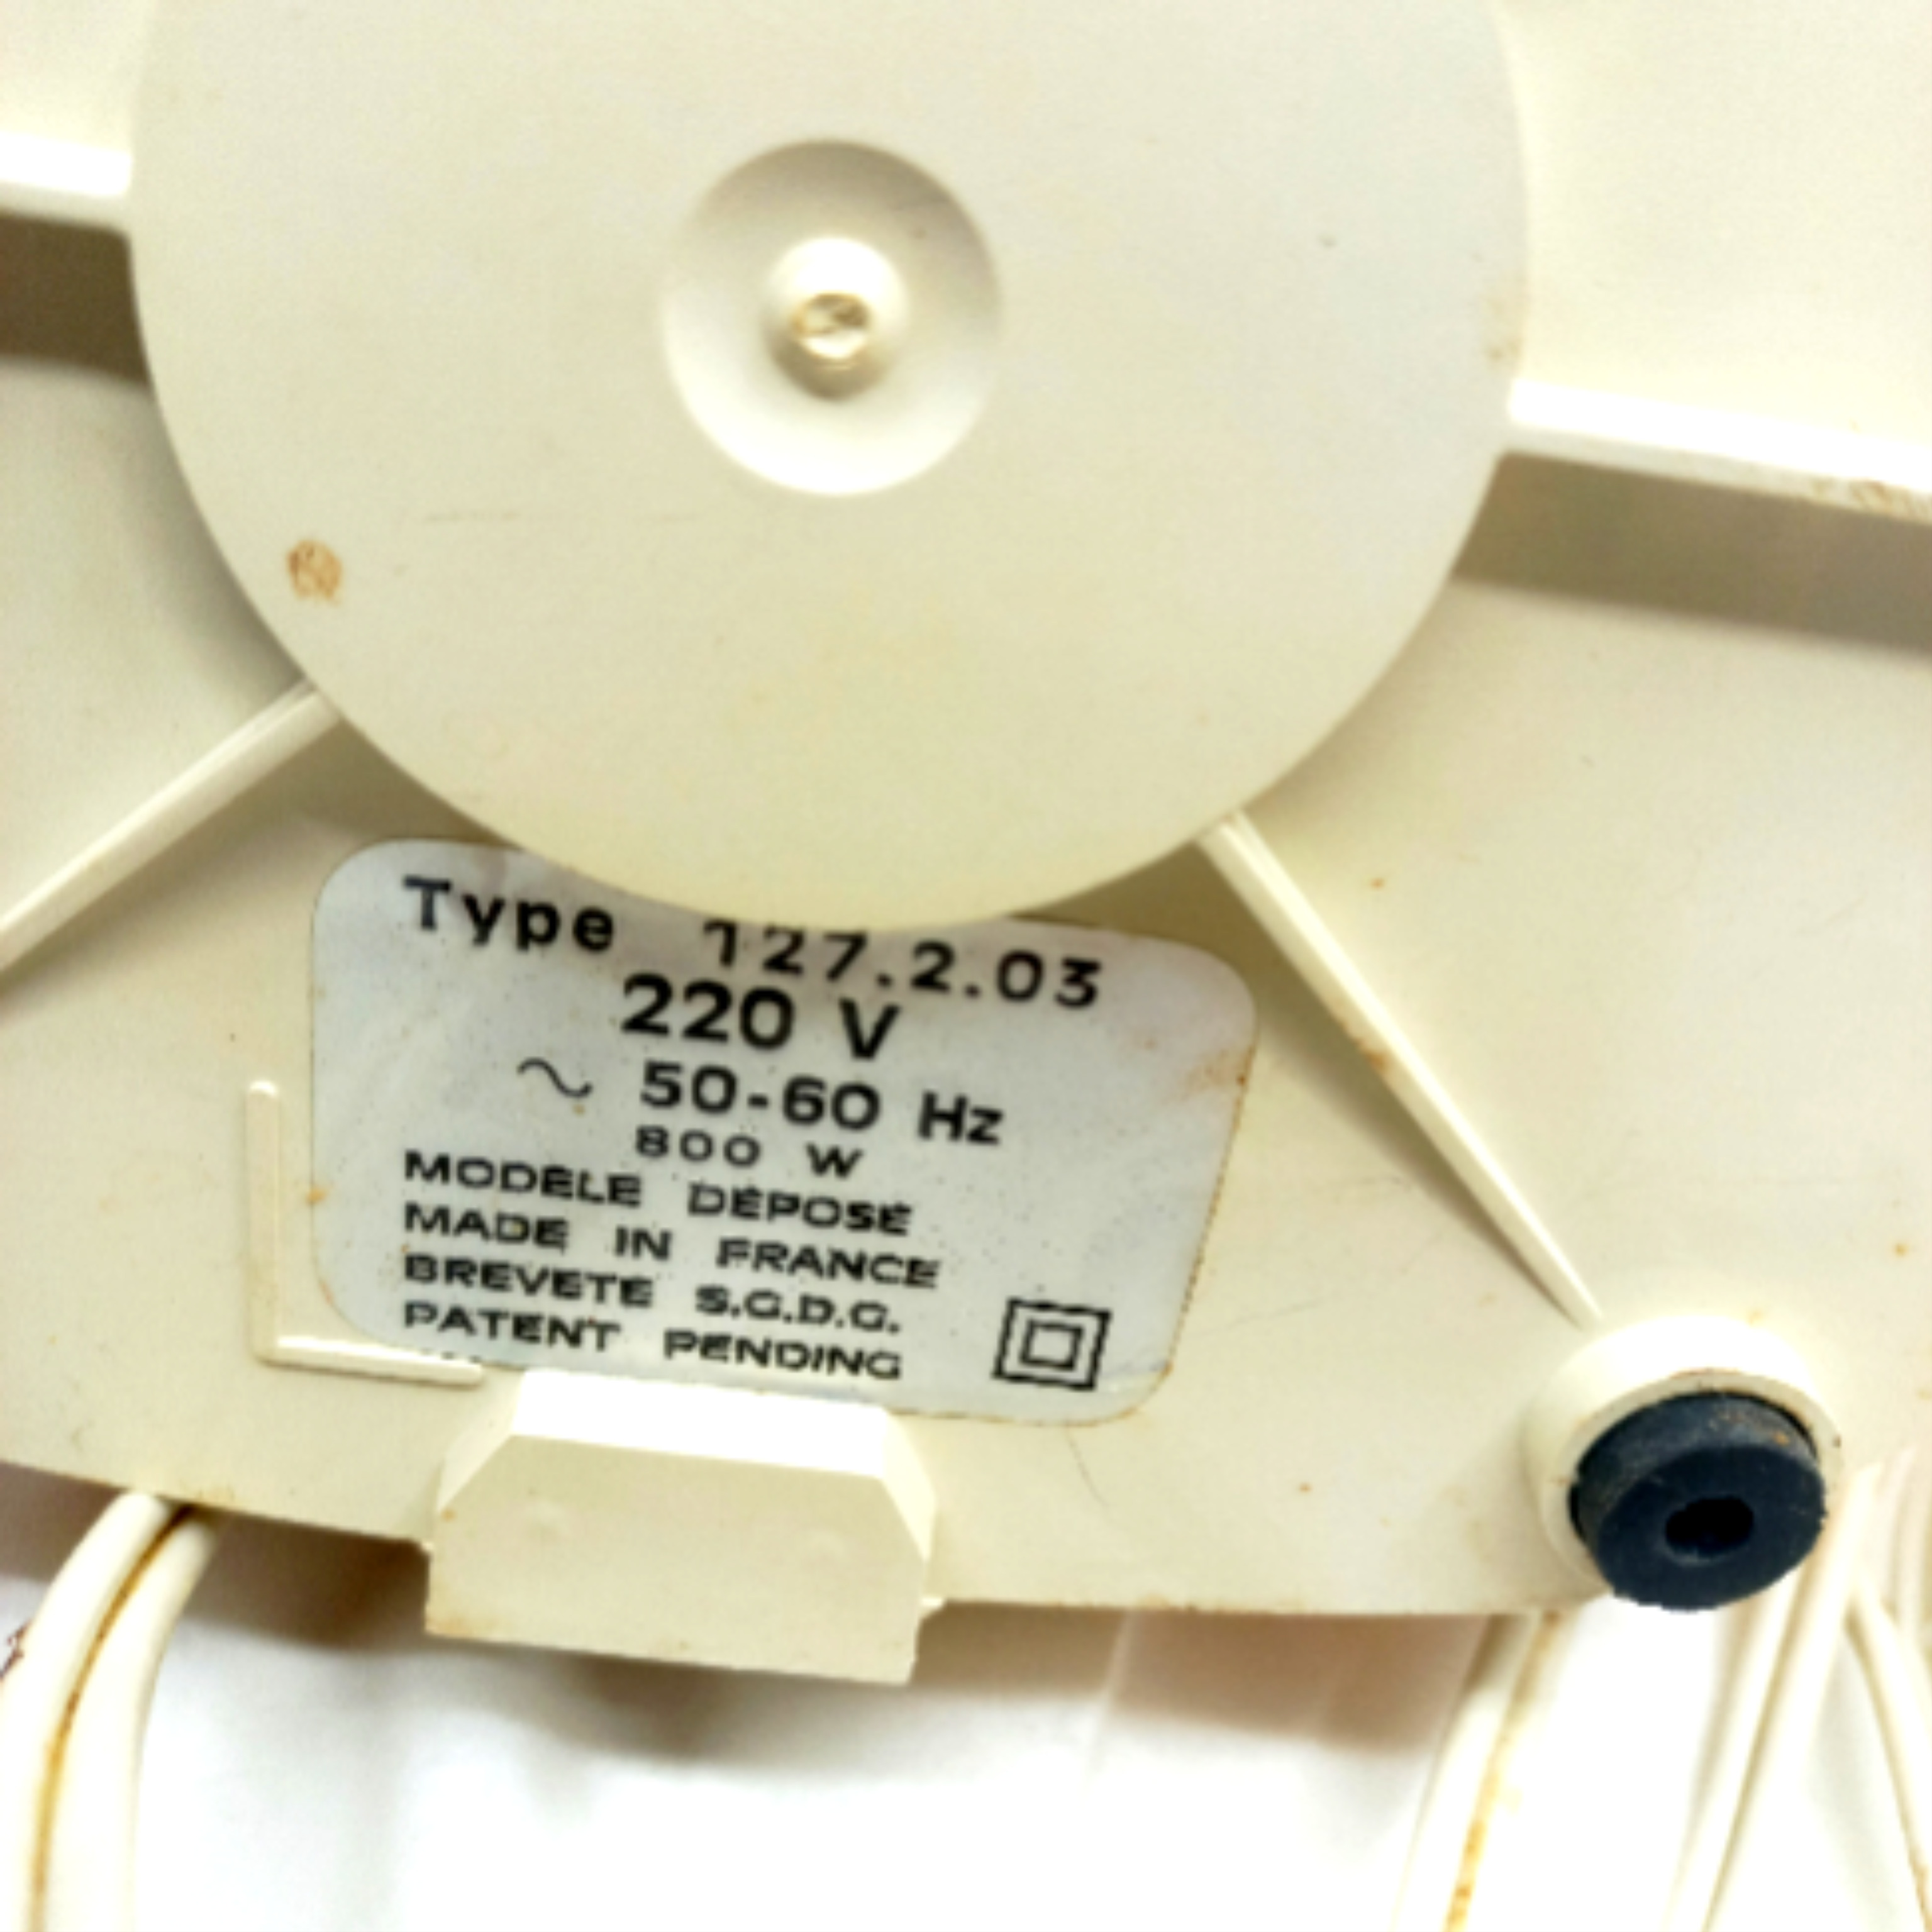 Type 127.2.03
220 V
~ 50-60 Hz
800 W
MODELE DÉPOSÉ
MADE IN FRANCE
BREVETE S.G.D.G.
PATENT PENDING